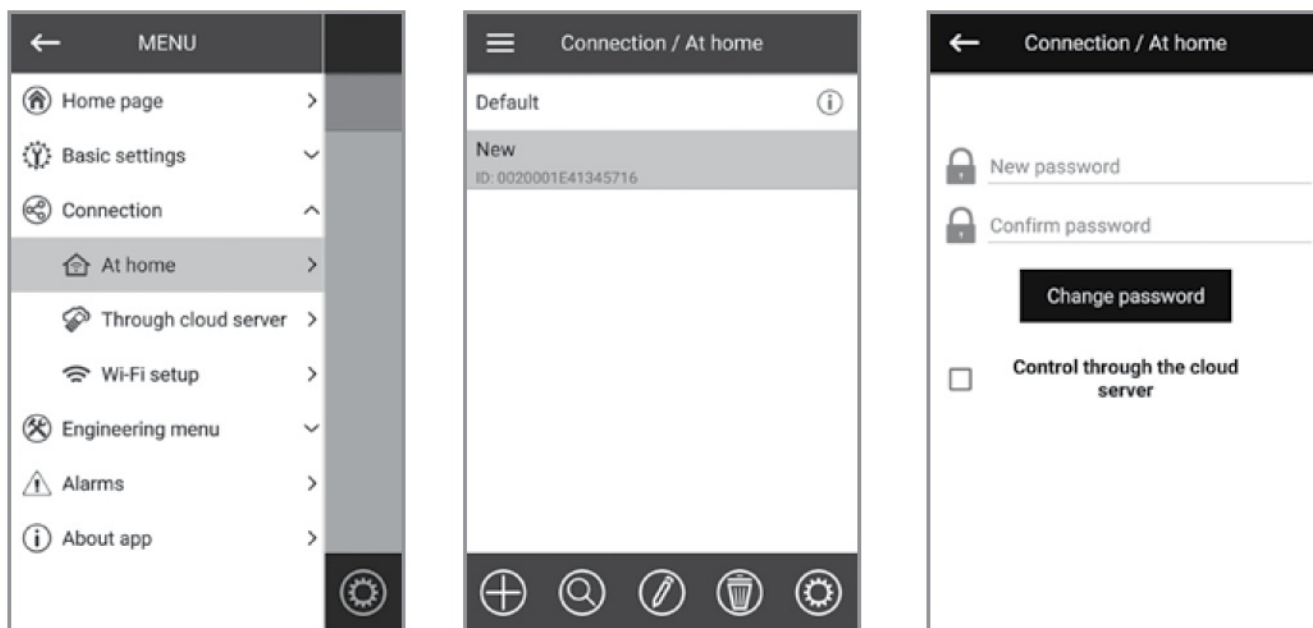 MENU
Home page
Basic settings
Connection
At home
Through cloud server
Wi-Fi setup
Engineering menu
Alarms
About app
Connection / At home
Default
New
ID: 0020001E41345716
Connection / At home
New password
Confirm password
Change password
Control through the cloud
server